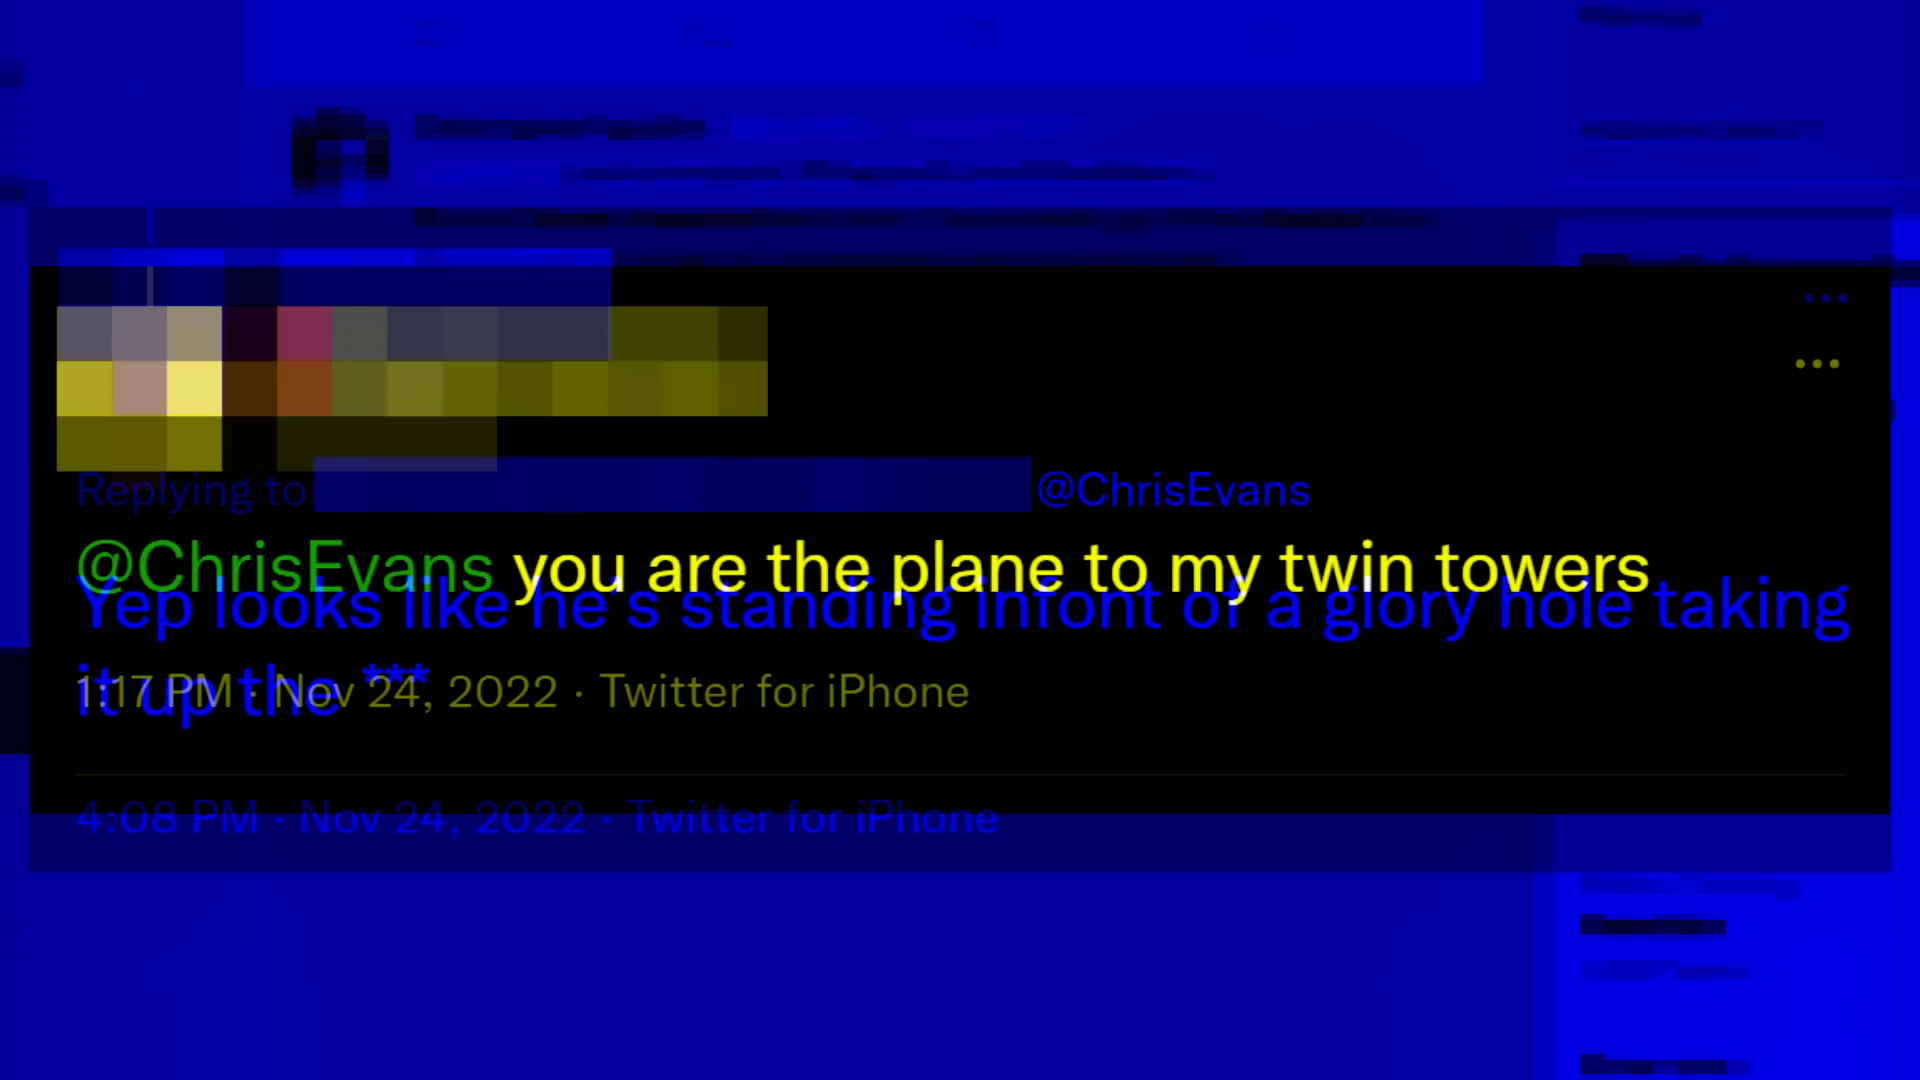 Replying to @ChrisEvans
@ChrisEvans you are the plane to my twin towers
Yep looks like he's standing infont of a glory hole taking
it up the ***
1:17 PM · Nov 24, 2022 · Twitter for iPhone
4:08 PM · Nov 24, 2022 · Twitter for iPhone